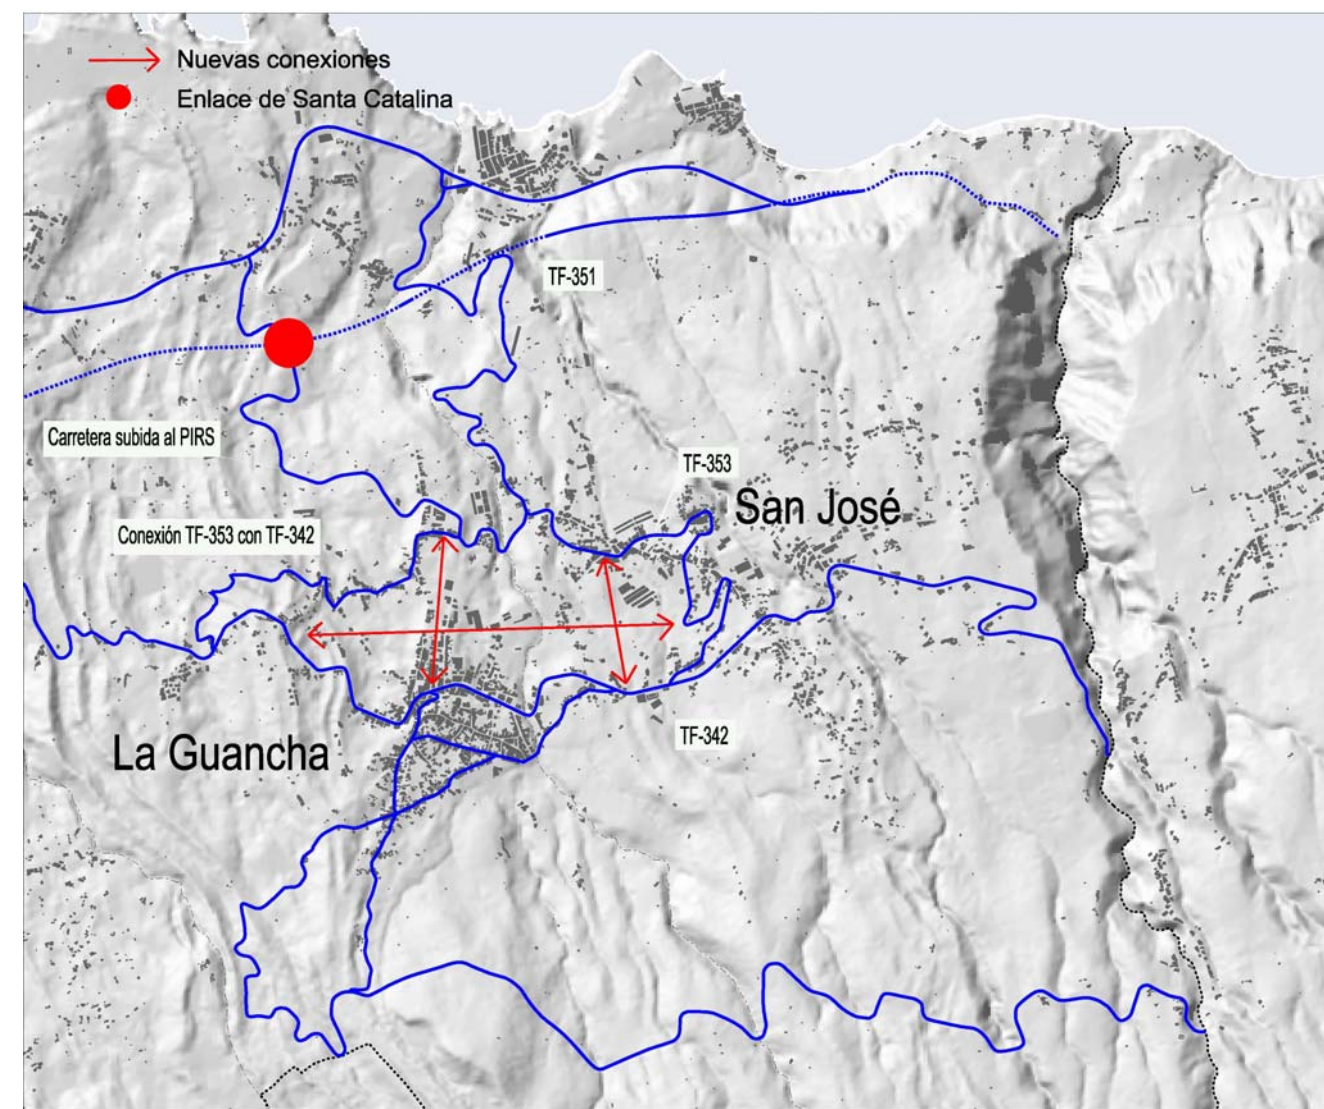 Nuevas conexiones
Enlace de Santa Catalina
TF-351
Carretera subida al PIRS
TF-353
San José
Conexión TF-353 con TF-342
TF-342
La Guancha